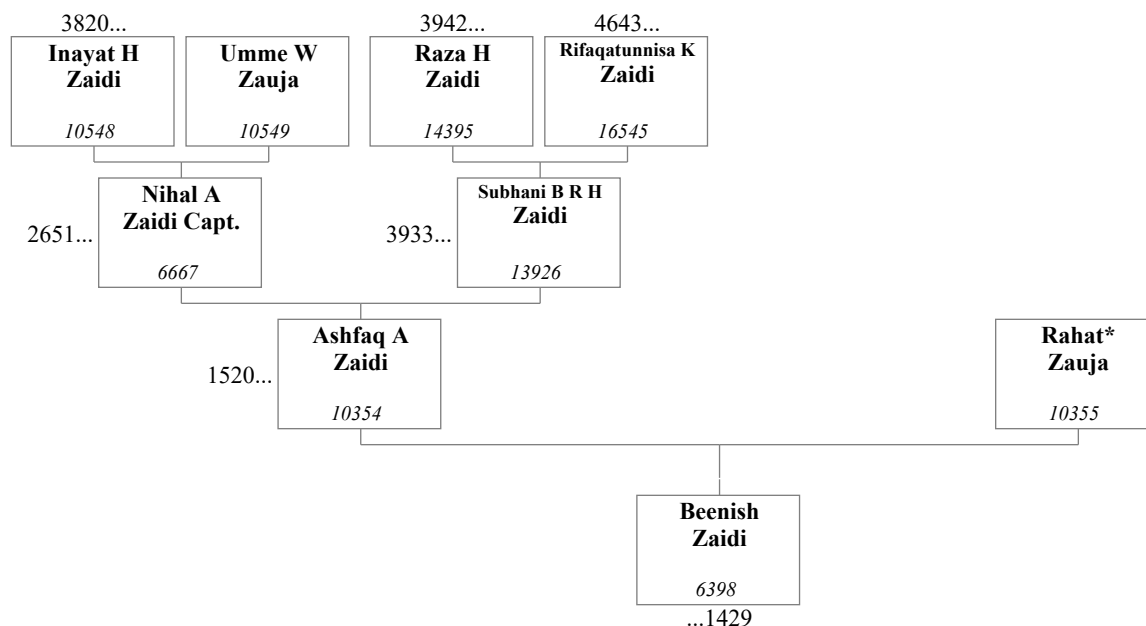 3820...
3942...
4643...
Inayat H
Zaidi
10548
Umme W
Zauja
10549
Raza H
Zaidi
14395
Rifaqatunnisa K
Zaidi
16545
2651...
Nihal A
Zaidi Capt.
6667
3933...
Subhani B R H
Zaidi
13926
1520...
Ashfaq A
Zaidi
10354
Rahat*
Zauja
10355
Beenish
Zaidi
6398
...1429